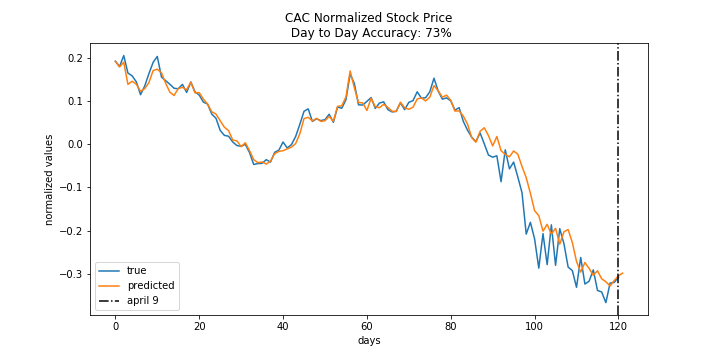 CAC Normalized Stock Price
Day to Day Accuracy: 73%
normalized values
0.2
0.1
0.0
−0.1
−0.2
−0.3
true
predicted
april 9
0
20
40
60
80
100
120
days